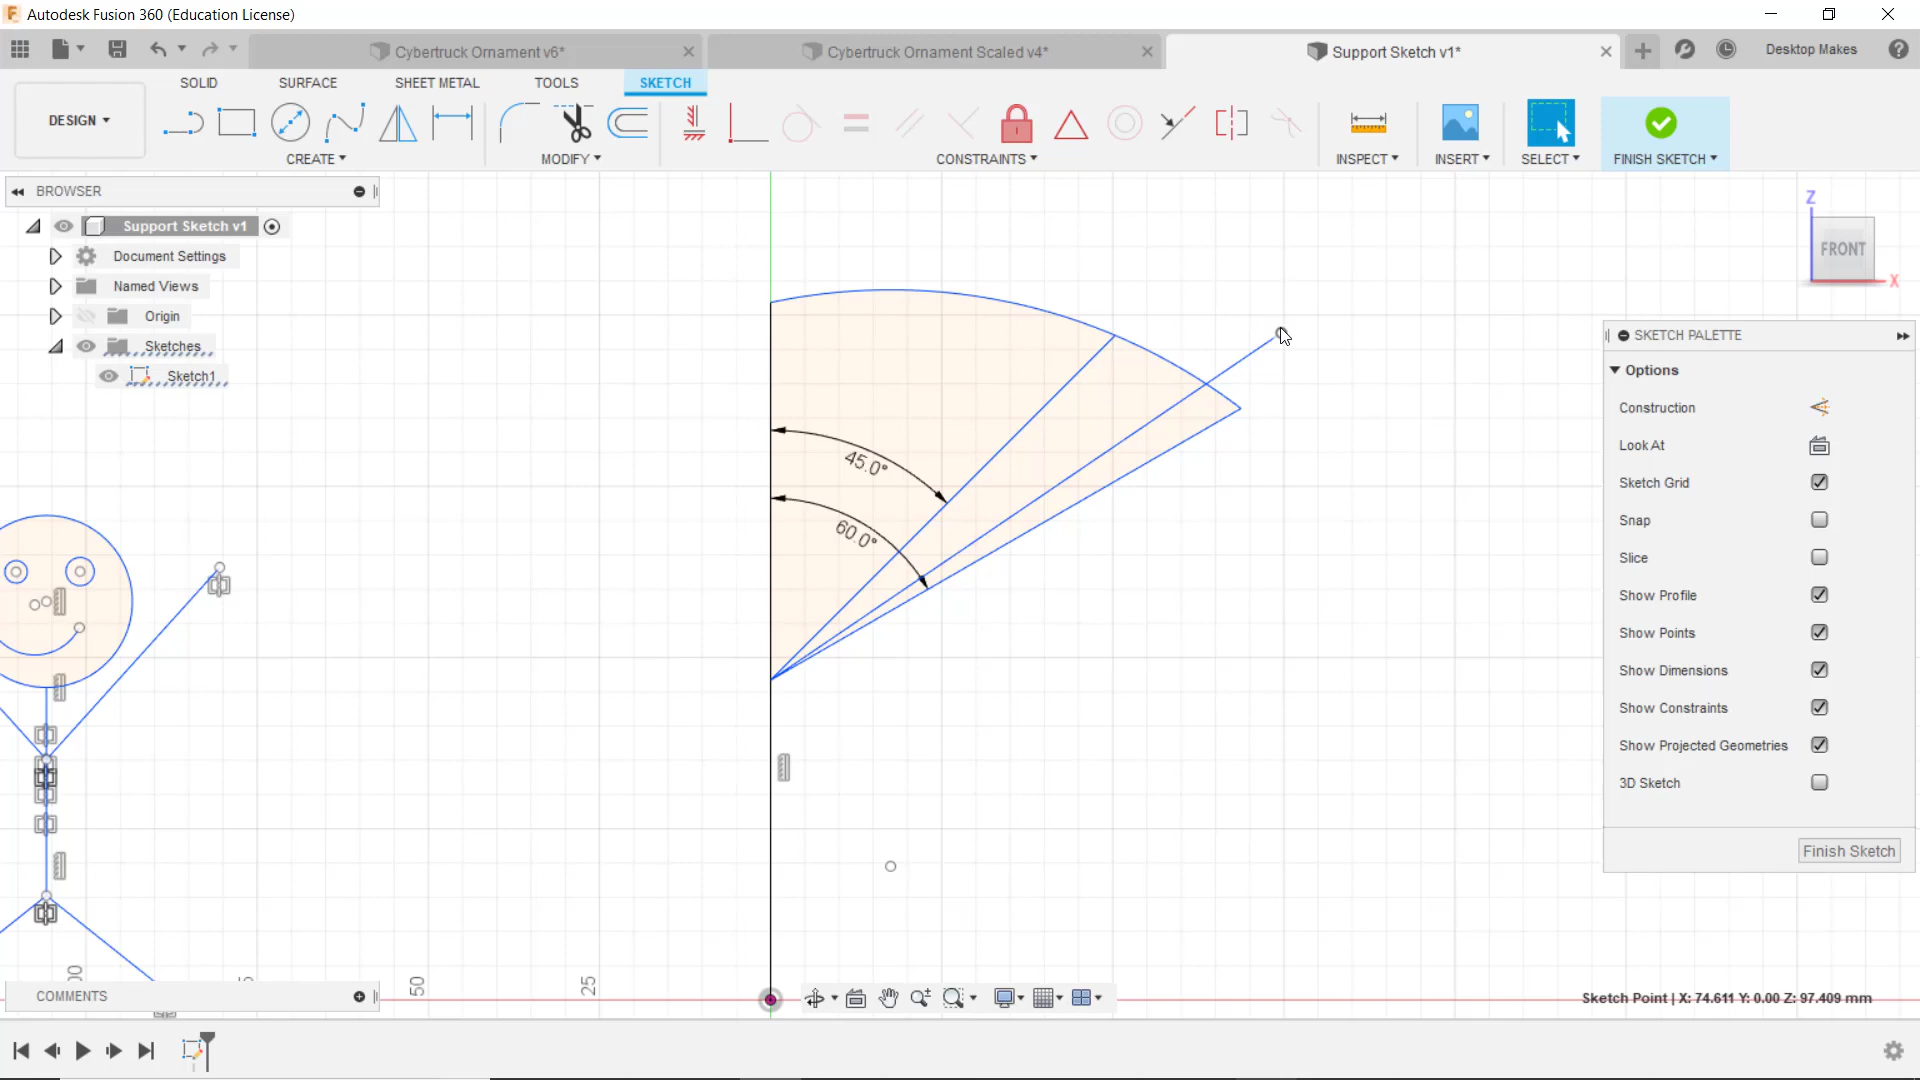 Autodesk Fusion 360 (Education License)
Cybertruck Ornament v6*
Cybertruck Ornament Scaled v4*
Support Sketch v1*
Desktop Makes
SOLID
SURFACE
SHEET METAL
TOOLS
SKETCH
DESIGN
CREATE
MODIFY
CONSTRAINTS
INSPECT
INSERT
SELECT
FINISH SKETCH
BROWSER
Support Sketch v1
Document Settings
Named Views
Origin
Sketches
Sketch1
Z
FRONT
X
45.0°
60.0°
SKETCH PALETTE
Options
Construction
Look At
Sketch Grid
Snap
Slice
Show Profile
Show Points
Show Dimensions
Show Constraints
Show Projected Geometries
3D Sketch
Finish Sketch
50
25
COMMENTS
Sketch Point | X: 74.611 Y: 0.00 Z: 97.409 mm